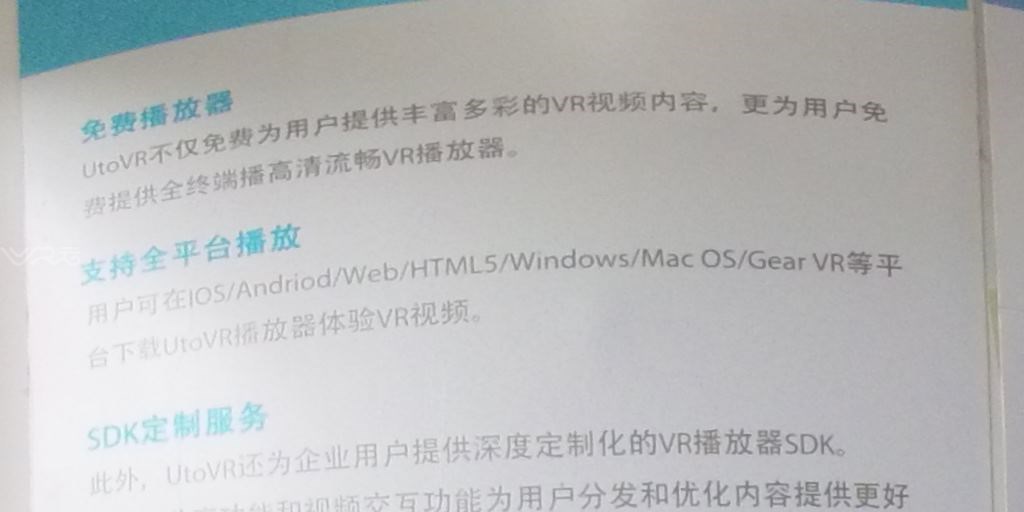 免费播放器
UtoVR不仅免费为用户提供丰富多彩的VR视频内容，更为用户免
费提供全终端播高清流畅VR播放器。
支持全平台播放
用户可在IOS/Andriod/Web/HTML5/Windows/Mac OS/Gear VR等平
台下载UtoVR播放器体验VR视频。
SDK定制服务
此外，UtoVR还为企业用户提供深度定制化的VR播放器SDK。
功能和视频交互功能为用户分发和优化内容提供更好